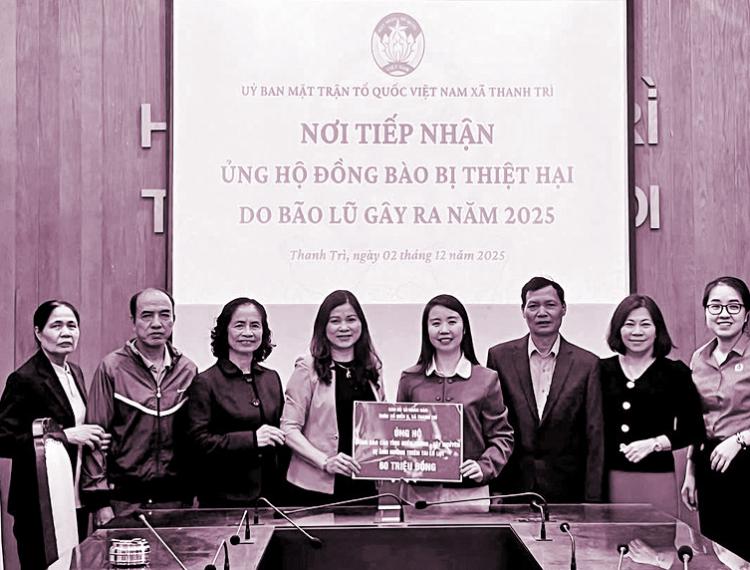 UỶ BAN MẶT TRẬN TỔ QUỐC VIỆT NAM XÃ THANH TRÌ
NƠI TIẾP NHẬN
ỦNG HỘ ĐỒNG BÀO BỊ THIỆT HẠI
DO BÃO LŨ GÂY RA NĂM 2025
Thanh Trì, ngày 02 tháng 12 năm 2025
ỦNG HỘ
60 TRIỆU ĐỒNG